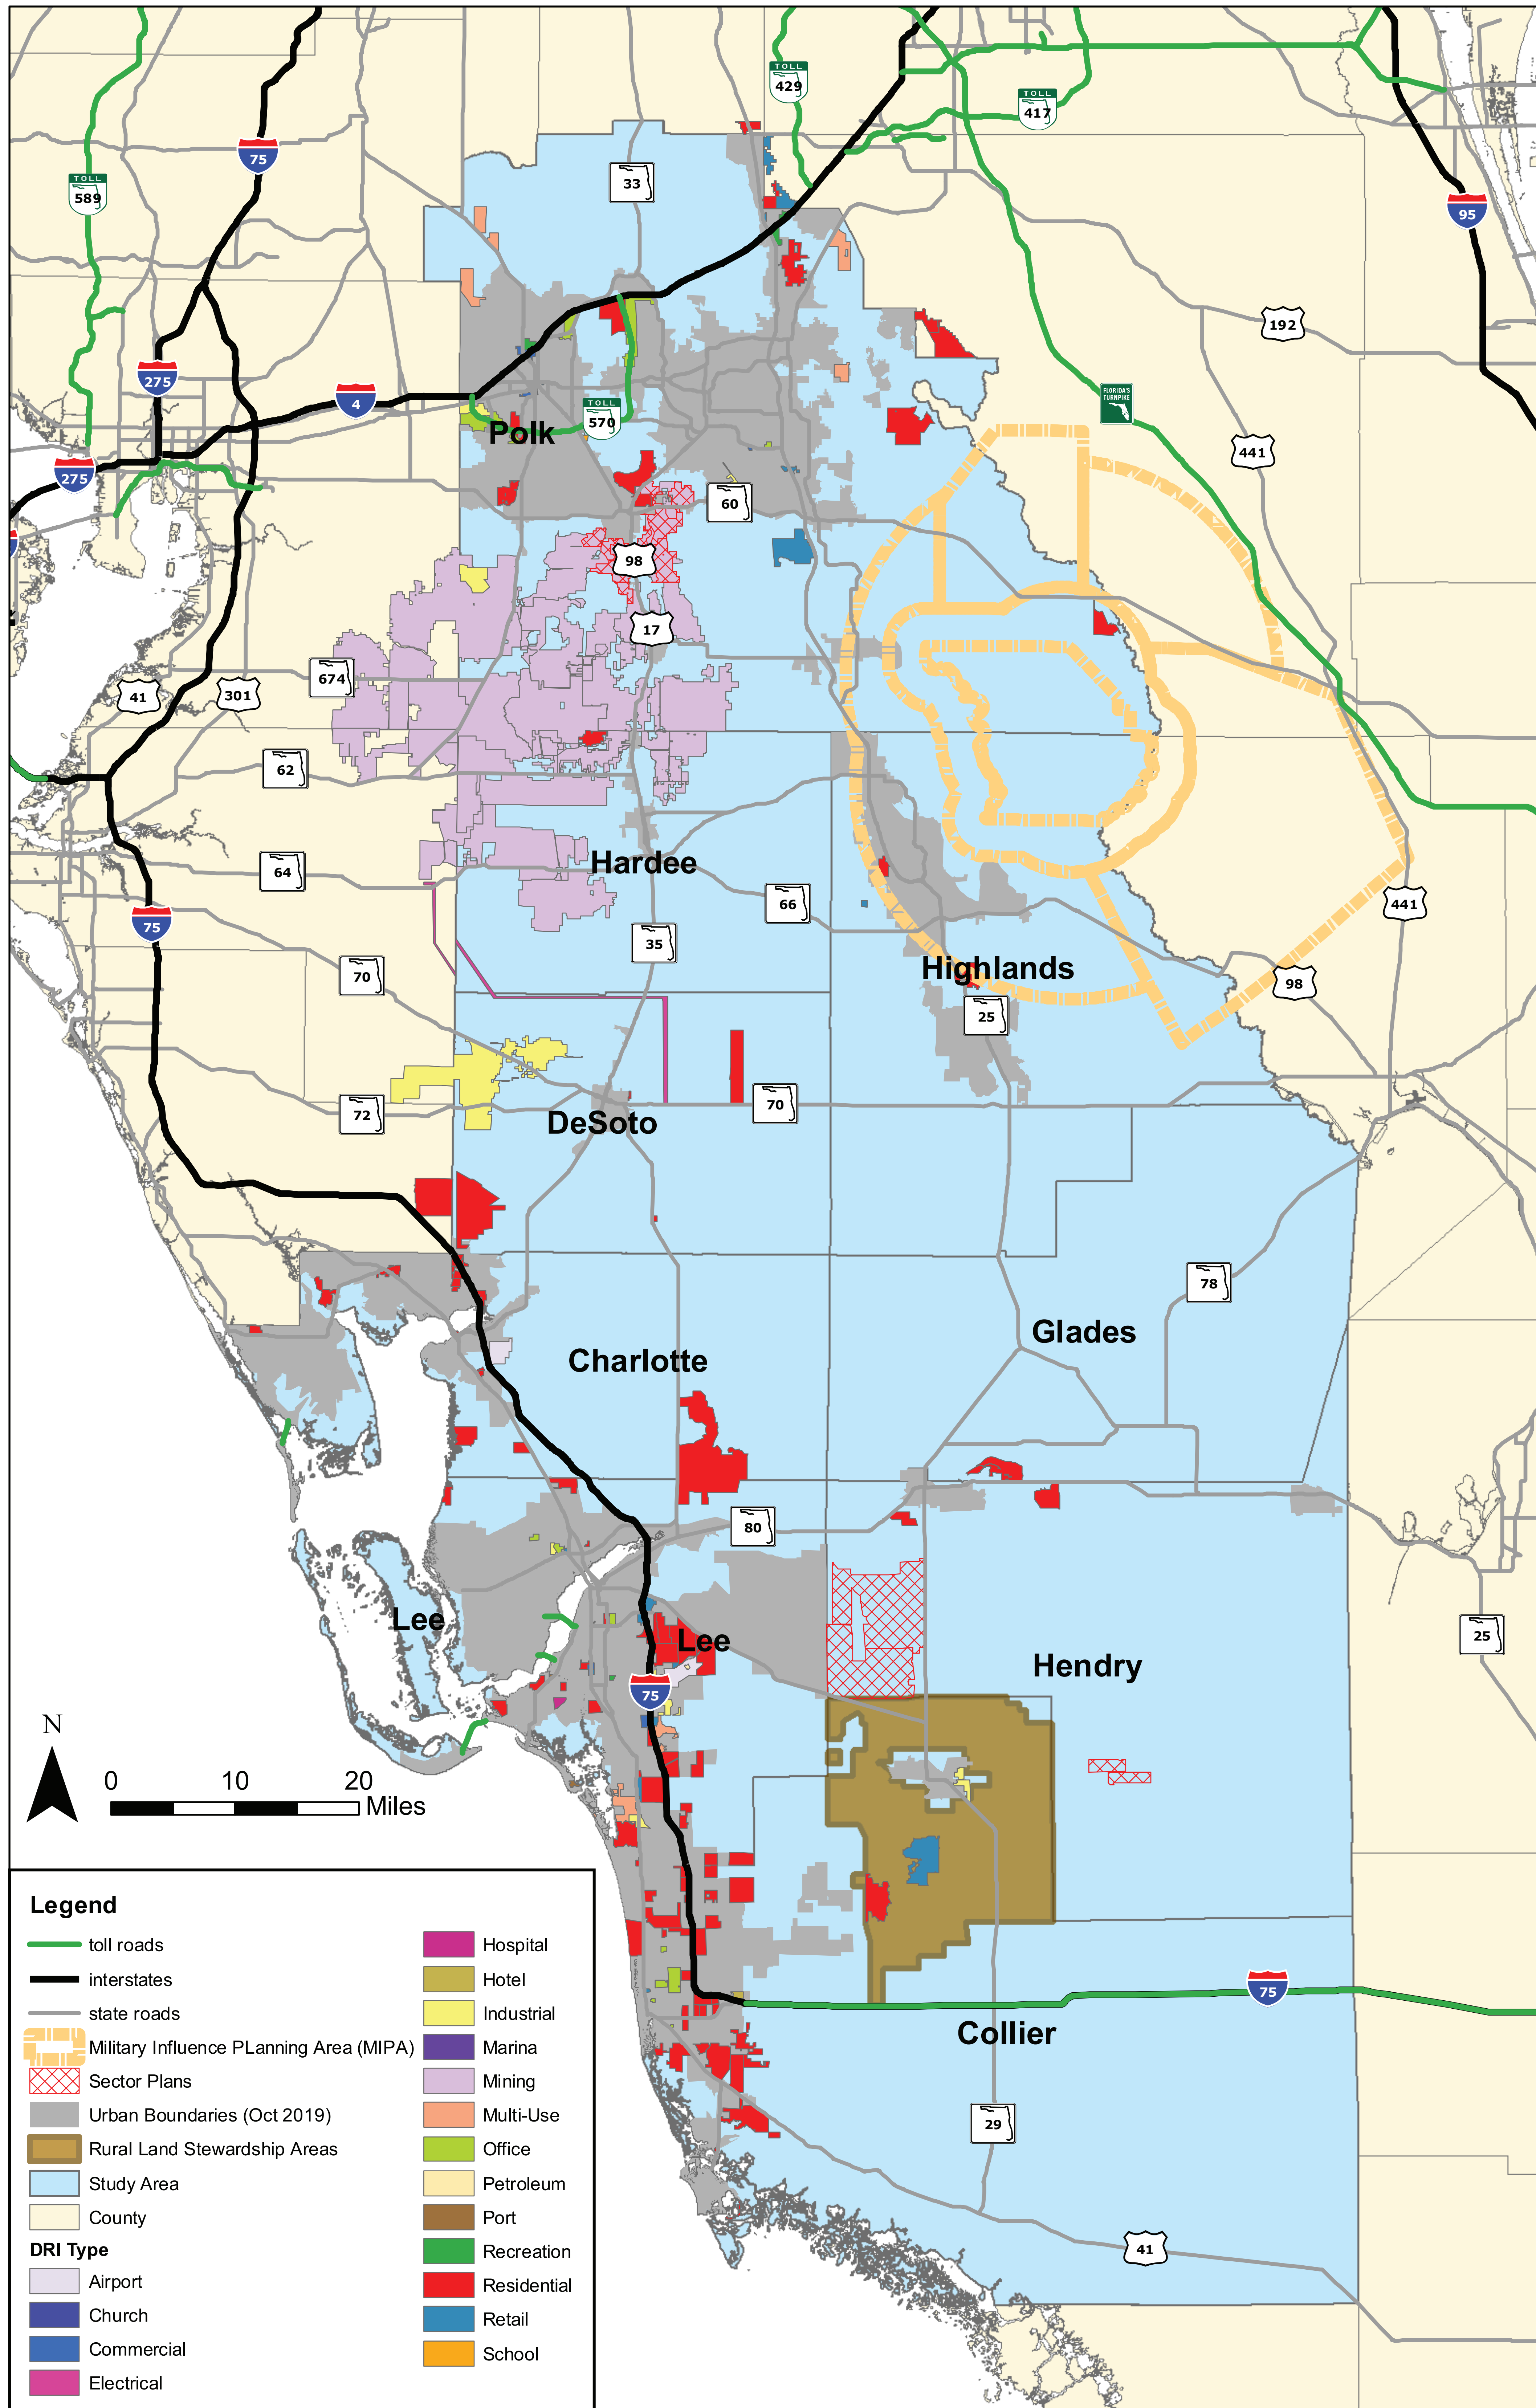 TOLL
429
TOLL
417
75
33
TOLL
589
95
192
275
4
FLORIDA'S
TURNPIKE
TOLL
570
Polk
441
275
60
98
17
674
41
301
62
Hardee
64
66
441
35
Highlands
70
98
25
72
70
DeSoto
75
78
Glades
Charlotte
80
Lee
Lee
25
Hendry
75
N
0 10 20
Miles
75
Collier
29
41
Legend
toll roads
interstates
state roads
Military Influence PLanning Area (MIPA)
Sector Plans
Urban Boundaries (Oct 2019)
Rural Land Stewardship Areas
Study Area
County
DRI Type
Airport
Church
Commercial
Electrical
Hospital
Hotel
Industrial
Marina
Mining
Multi-Use
Office
Petroleum
Port
Recreation
Residential
Retail
School